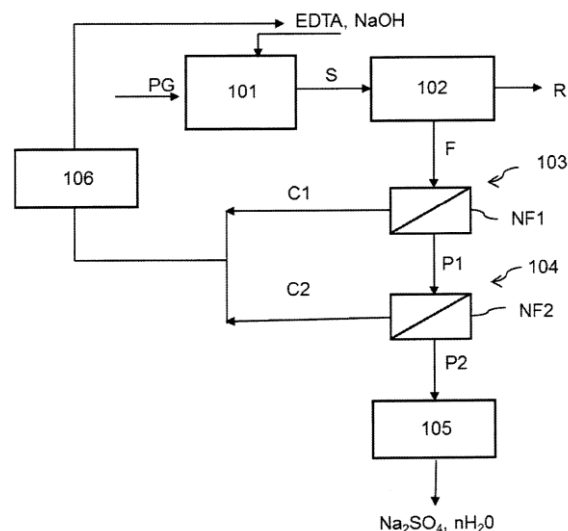 EDTA, NaOH
PG
101
S
102
R
F
106
103
C1
NF1
P1
104
C2
NF2
P2
105
Na₂SO₄, nH₂0